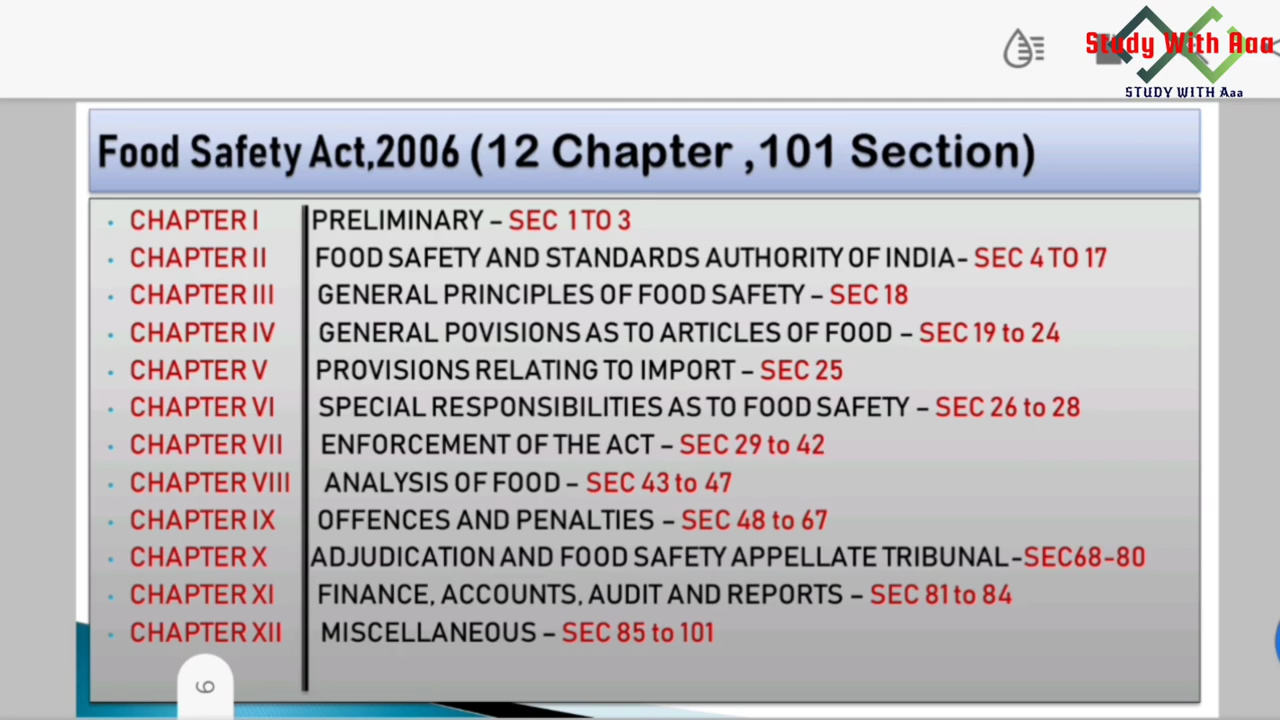 Study With Aaa
STUDY WITH Aaa
Food Safety Act,2006 (12 Chapter ,101 Section)
• CHAPTER I PRELIMINARY – SEC 1 TO 3
• CHAPTER II FOOD SAFETY AND STANDARDS AUTHORITY OF INDIA- SEC 4 TO 17
• CHAPTER III GENERAL PRINCIPLES OF FOOD SAFETY – SEC 18
• CHAPTER IV GENERAL POVISIONS AS TO ARTICLES OF FOOD – SEC 19 to 24
• CHAPTER V PROVISIONS RELATING TO IMPORT – SEC 25
• CHAPTER VI SPECIAL RESPONSIBILITIES AS TO FOOD SAFETY – SEC 26 to 28
• CHAPTER VII ENFORCEMENT OF THE ACT – SEC 29 to 42
• CHAPTER VIII ANALYSIS OF FOOD – SEC 43 to 47
• CHAPTER IX OFFENCES AND PENALTIES – SEC 48 to 67
• CHAPTER X ADJUDICATION AND FOOD SAFETY APPELLATE TRIBUNAL -SEC68-80
• CHAPTER XI FINANCE, ACCOUNTS, AUDIT AND REPORTS – SEC 81 to 84
• CHAPTER XII MISCELLANEOUS – SEC 85 to 101
6